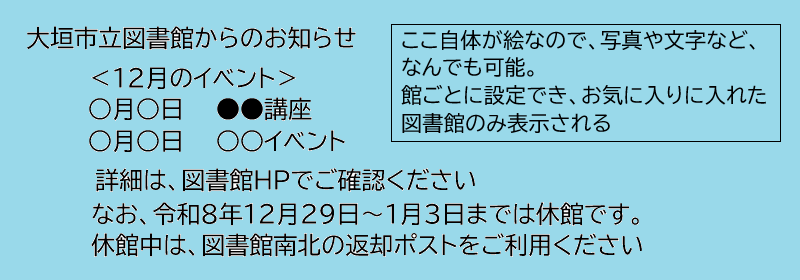 大垣市立図書館からのお知らせ
＜12月のイベント＞
○月○日　●●講座
○月○日　○○イベント
詳細は、図書館HPでご確認ください
なお、令和8年12月29日～1月3日までは休館です。
休館中は、図書館南北の返却ポストをご利用ください
ここ自体が絵なので、写真や文字など、
なんでも可能。
館ごとに設定でき、お気に入りに入れた
図書館のみ表示される